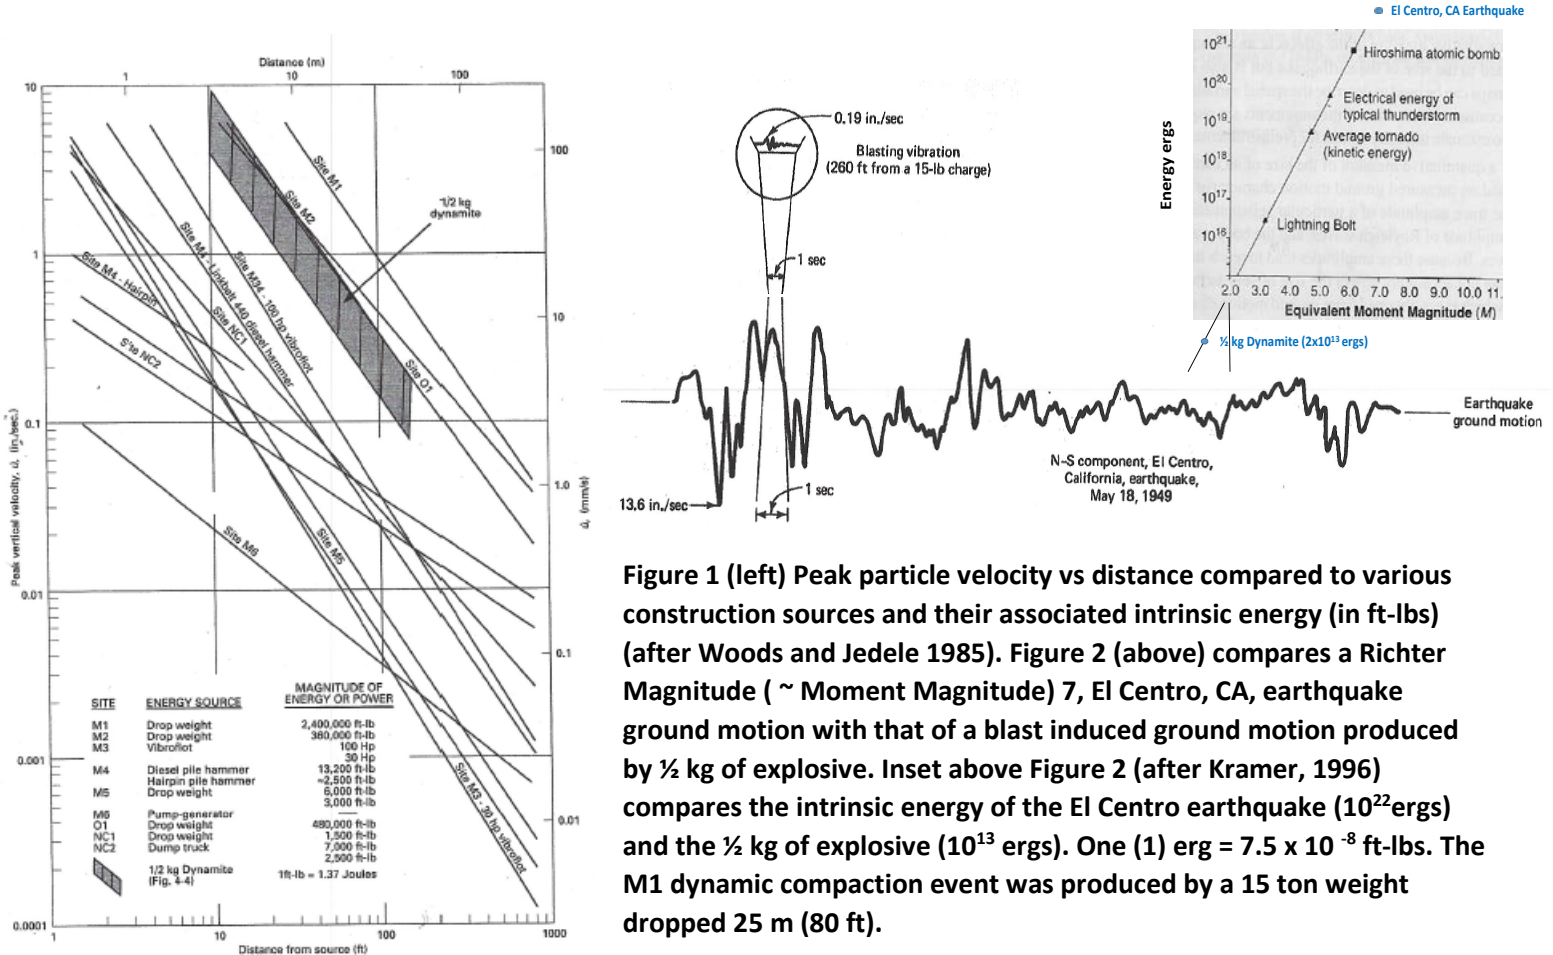 Distance (m)
1
10
100
10
1
0.1
0.01
0.001
0.0001
100
10
1.0
0.1
0.01
Peak vertical velocity, u̇, (in./sec.)
u̇, (mm/s)
Site M1
Site M2
1/2 kg
dynamite
Site M4 - Linkbelt 440 diesel hammer
Site M34 - 100 hp vibroflot
Site M4 - Hairpin
Site NC1
S'te NC2
Site O1
Site M6
Site M5
Site M3 - 30 hp vibroflot
SITE ENERGY SOURCE MAGNITUDE OF
ENERGY OR POWER
M1 Drop weight 2,400,000 ft-lb
M2 Drop weight 380,000 ft-lb
M3 Vibroflot 100 Hp
30 Hp
M4 Diesel pile hammer 13,200 ft-lb
Hairpin pile hammer ≈2,500 ft-lb
M5 Drop weight 6,000 ft-lb
3,000 ft-lb
M6 Pump-generator —
O1 Drop weight 480,000 ft-lb
NC1 Drop weight 1,500 ft-lb
NC2 Dump truck 7,000 ft-lb
2,500 ft-lb
1/2 kg Dynamite
(Fig. 4-4)
1ft-lb = 1.37 Joules
1 10 100 1000
Distance from source (ft)
0.19 in./sec
Blasting vibration
(260 ft from a 15-lb charge)
1 sec
1 sec
13.6 in./sec
N-S component, El Centro,
California, earthquake,
May 18, 1949
Earthquake
ground motion
El Centro, CA Earthquake
Energy ergs
10²¹
10²⁰
10¹⁹
10¹⁸
10¹⁷
10¹⁶
Hiroshima atomic bomb
Electrical energy of
typical thunderstorm
Average tornado
(kinetic energy)
Lightning Bolt
2.0 3.0 4.0 5.0 6.0 7.0 8.0 9.0 10.0 11.
Equivalent Moment Magnitude (M)
½ kg Dynamite (2x10¹³ ergs)
Figure 1 (left) Peak particle velocity vs distance compared to various
construction sources and their associated intrinsic energy (in ft-lbs)
(after Woods and Jedele 1985). Figure 2 (above) compares a Richter
Magnitude ( ~ Moment Magnitude) 7, El Centro, CA, earthquake
ground motion with that of a blast induced ground motion produced
by ½ kg of explosive. Inset above Figure 2 (after Kramer, 1996)
compares the intrinsic energy of the El Centro earthquake (10²²ergs)
and the ½ kg of explosive (10¹³ ergs). One (1) erg = 7.5 x 10 ⁻⁸ ft-lbs. The
M1 dynamic compaction event was produced by a 15 ton weight
dropped 25 m (80 ft).